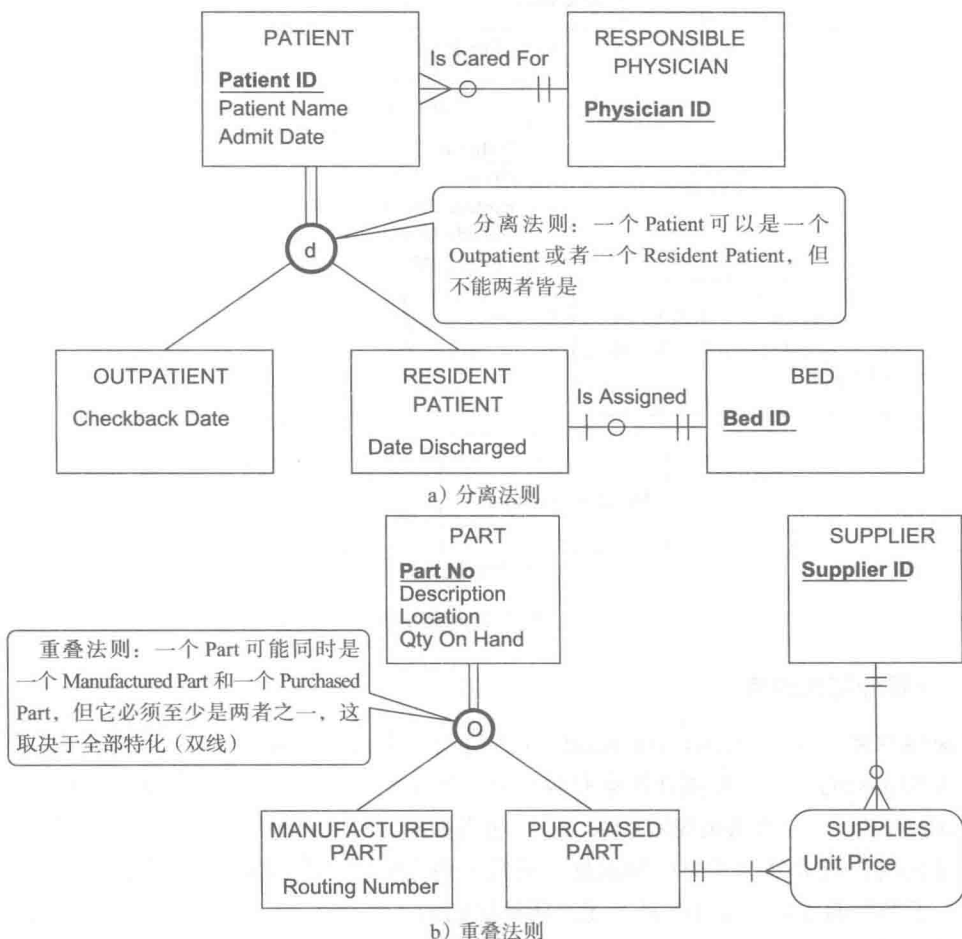 PATIENT
Patient ID
Patient Name
Admit Date
Is Cared For
RESPONSIBLE
PHYSICIAN
Physician ID
d
分离法则：一个 Patient 可以是一个
Outpatient 或者一个 Resident Patient，但
不能两者皆是
OUTPATIENT
Checkback Date
RESIDENT
PATIENT
Date Discharged
Is Assigned
BED
Bed ID
a）分离法则
PART
Part No
Description
Location
Qty On Hand
SUPPLIER
Supplier ID
重叠法则：一个 Part 可能同时是
一个 Manufactured Part 和一个 Purchased
Part，但它必须至少是两者之一，这
取决于全部特化（双线）
O
MANUFACTURED
PART
Routing Number
PURCHASED
PART
SUPPLIES
Unit Price
b）重叠法则